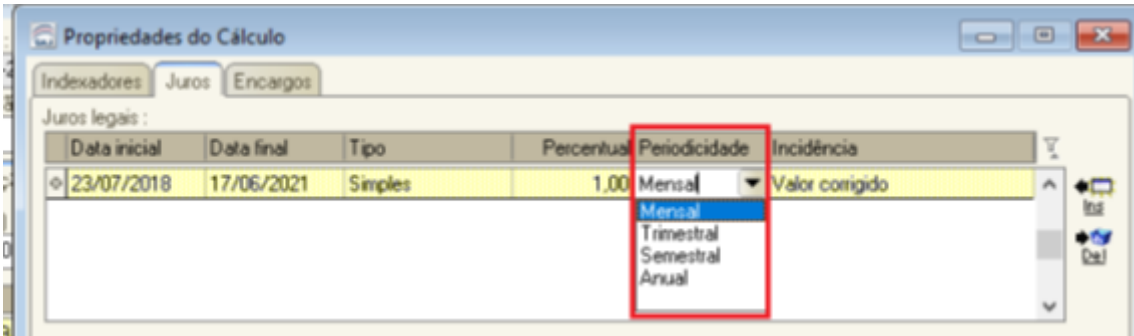 Propriedades do Cálculo
Indexadores Juros Encargos
Juros legais :
Data inicial Data final Tipo Percentual Periodicidade Incidência
23/07/2018 17/06/2021 Simples 1,00 Mensal Valor corrigido
Ins
Mensal
Trimestral
Semestral
Del
Anual